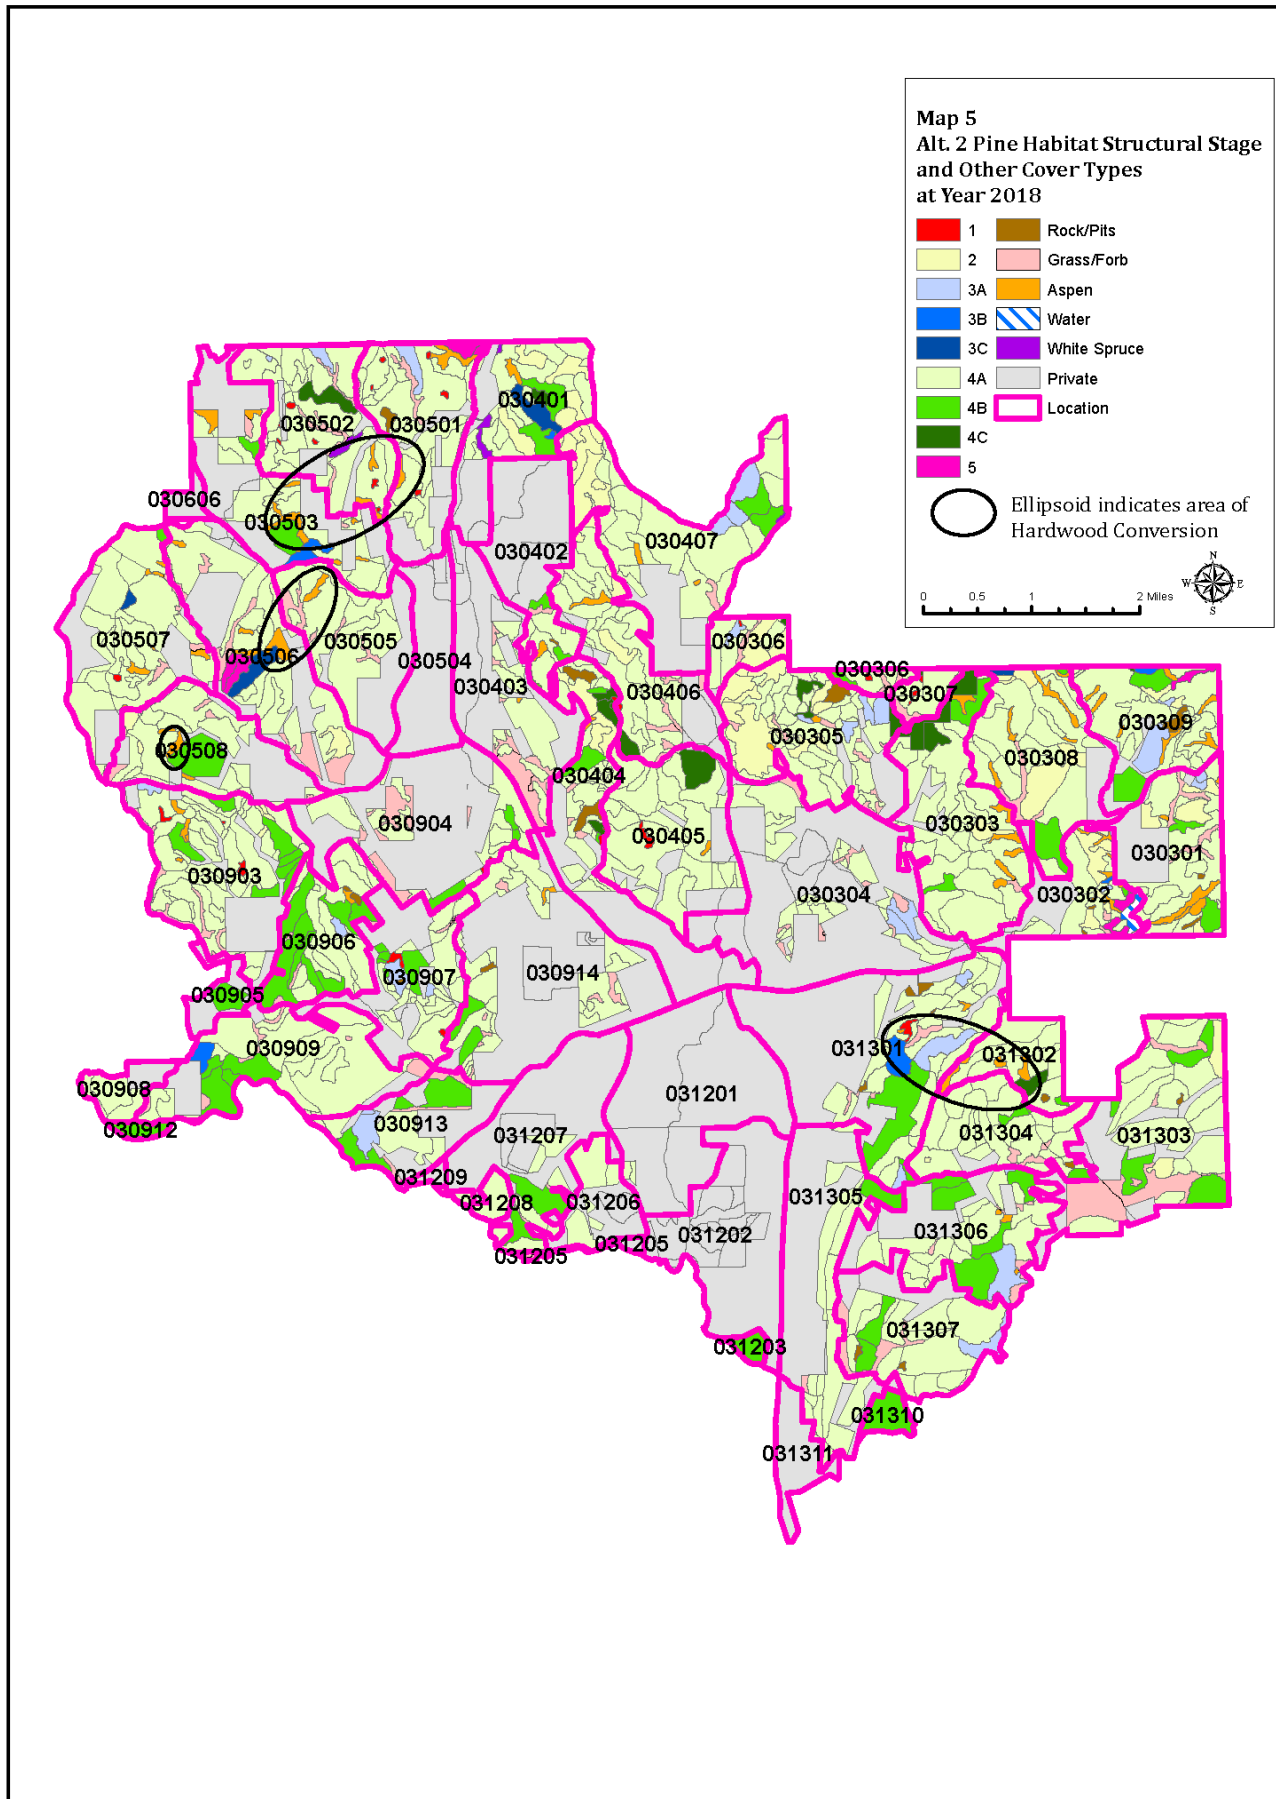 Map 5
Alt. 2 Pine Habitat Structural Stage
and Other Cover Types
at Year 2018
1 Rock/Pits
2 Grass/Forb
3A Aspen
3B Water
3C White Spruce
4A Private
4B Location
4C
5
Ellipsoid indicates area of
Hardwood Conversion
N
W E
S
0 0.5 1 2 Miles
030401
030502 030501
030606
030503
030407
030402
030507
030505
030506
030504
030403
030306
030306
030406
030307
030309
030305
030508
030308
030404
030904
030405
030303
030301
030903
030304
030302
030906
030907
030914
030905
030909
031301 031302
030908
031201
030912
030913
031207
031304
031303
031209
031208
031206
031305
031202
031306
031205
031205
031307
031203
031310
031311